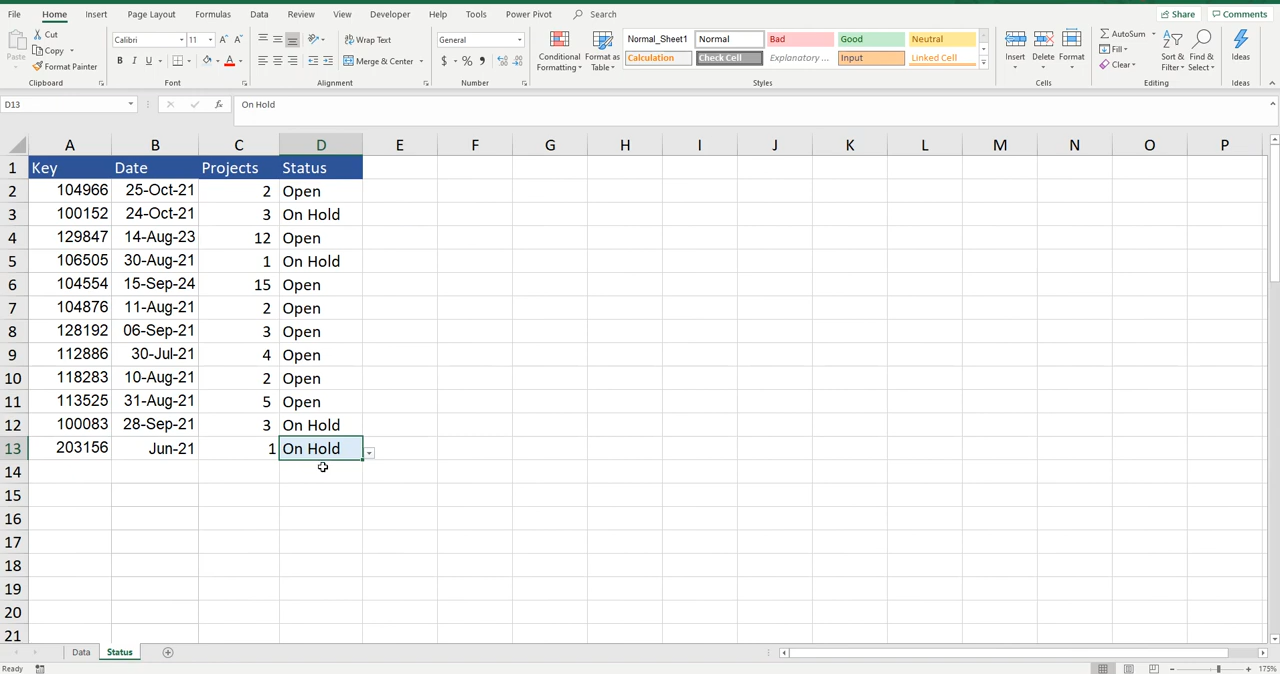 File Home Insert Page Layout Formulas Data Review View Developer Help Tools Power Pivot Search Share Comments
Paste Cut Calibri 11 Wrap Text General Normal_Sheet1 Normal Bad Good Neutral AutoSum
Copy Conditional Formatting Format as Table Insert Delete Format Fill Sort & Filter Find & Select Ideas
Format Painter B I U A Merge & Center $ % Calculation Check Cell Explanatory ... Input Linked Cell Clear
Clipboard Font Alignment Number Styles Cells Editing Ideas
D13 fx On Hold
A B C D E F G H I J K L M N O P
1 Key Date Projects Status
2 104966 25-Oct-21 2 Open
3 100152 24-Oct-21 3 On Hold
4 129847 14-Aug-23 12 Open
5 106505 30-Aug-21 1 On Hold
6 104554 15-Sep-24 15 Open
7 104876 11-Aug-21 2 Open
8 128192 06-Sep-21 3 Open
9 112886 30-Jul-21 4 Open
10 118283 10-Aug-21 2 Open
11 113525 31-Aug-21 5 Open
12 100083 28-Sep-21 3 On Hold
13 203156 Jun-21 1 On Hold
14
15
16
17
18
19
20
21
Data Status
Ready 175%